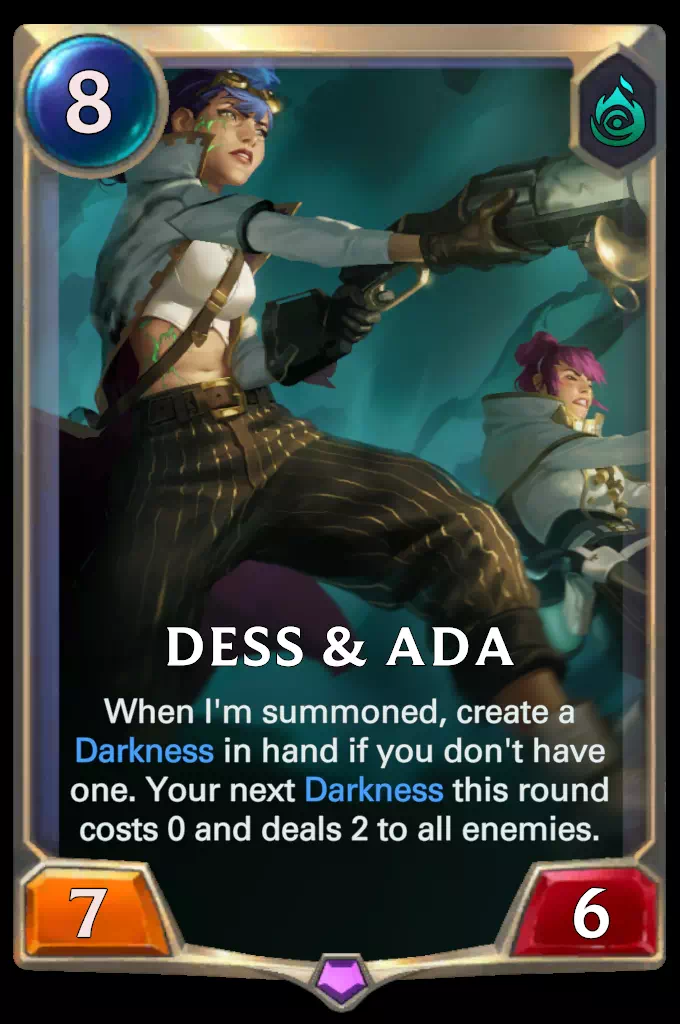 8
DESS & ADA
When I'm summoned, create a
Darkness in hand if you don't have
one. Your next Darkness this round
costs 0 and deals 2 to all enemies.
7
6